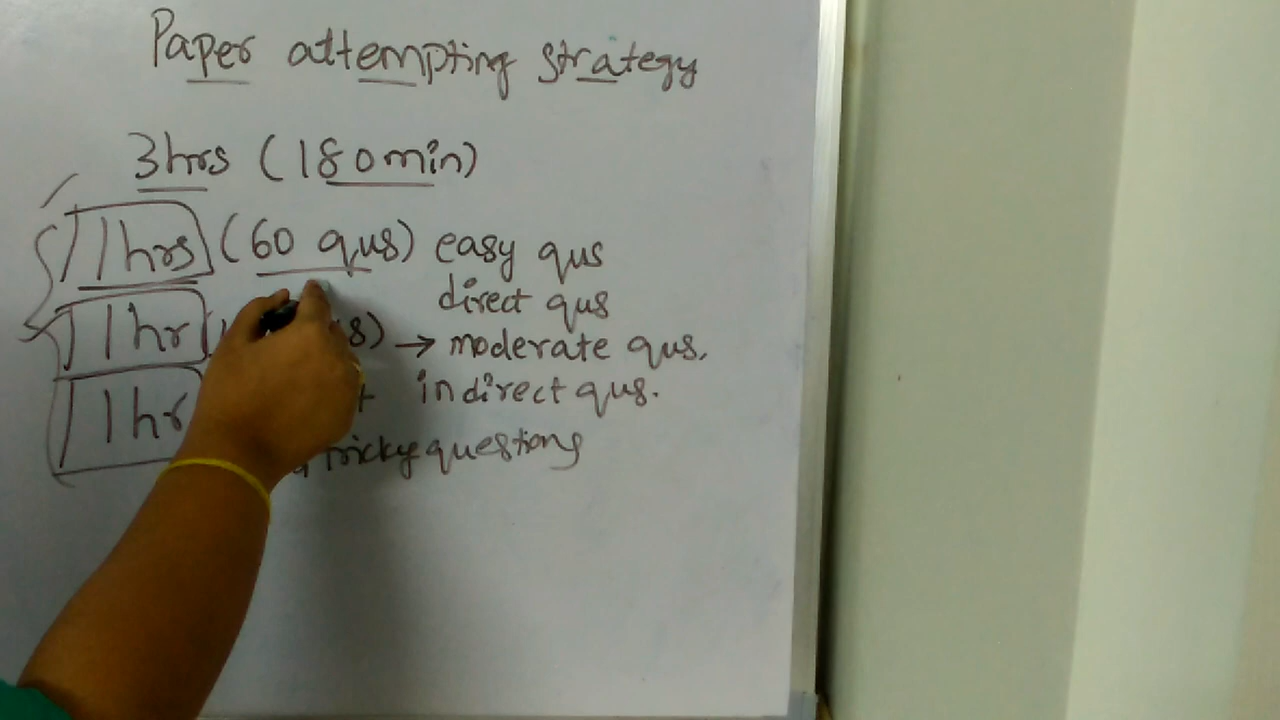 Paper attempting strategy
3hrs (180min)
1hrs (60 qus) easy qus
direct qus
1hr → moderate qus.
1hr indirect qus.
tricky questions